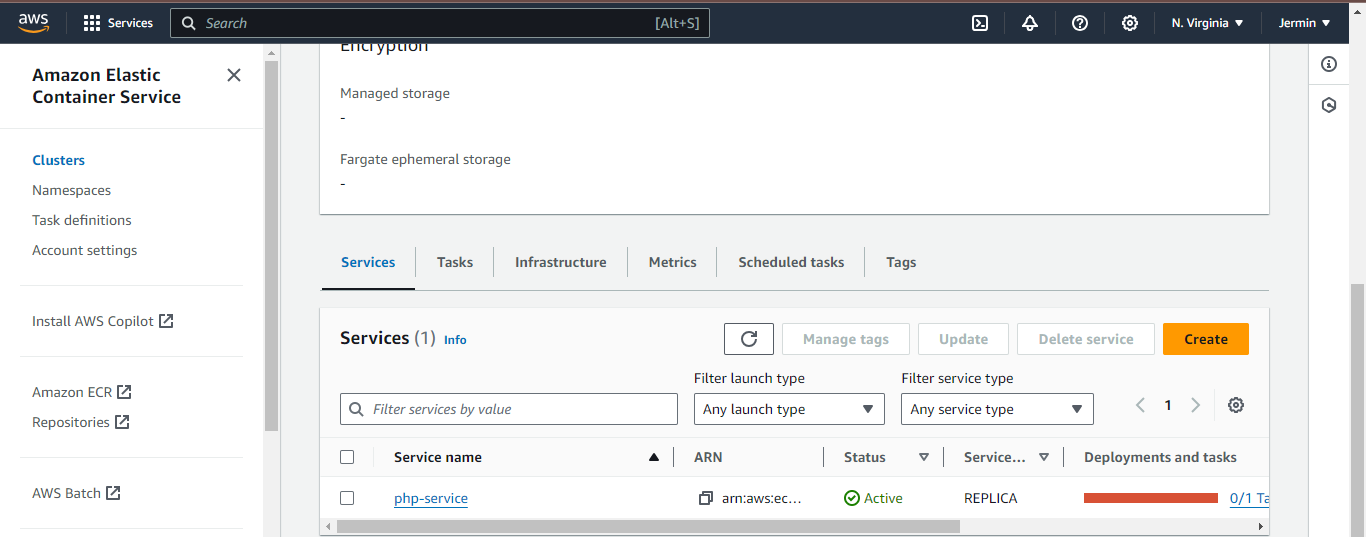 aws Services Search [Alt+S] N. Virginia Jermin
Amazon Elastic
Container Service
Clusters
Namespaces
Task definitions
Account settings
Install AWS Copilot
Amazon ECR
Repositories
AWS Batch
Encryption
Managed storage
-
Fargate ephemeral storage
-
Services Tasks Infrastructure Metrics Scheduled tasks Tags
Services (1) Info Manage tags Update Delete service Create
Filter launch type Filter service type
Filter services by value Any launch type Any service type 1
Service name ARN Status Service... Deployments and tasks
php-service arn:aws:ec... Active REPLICA 0/1 Ta